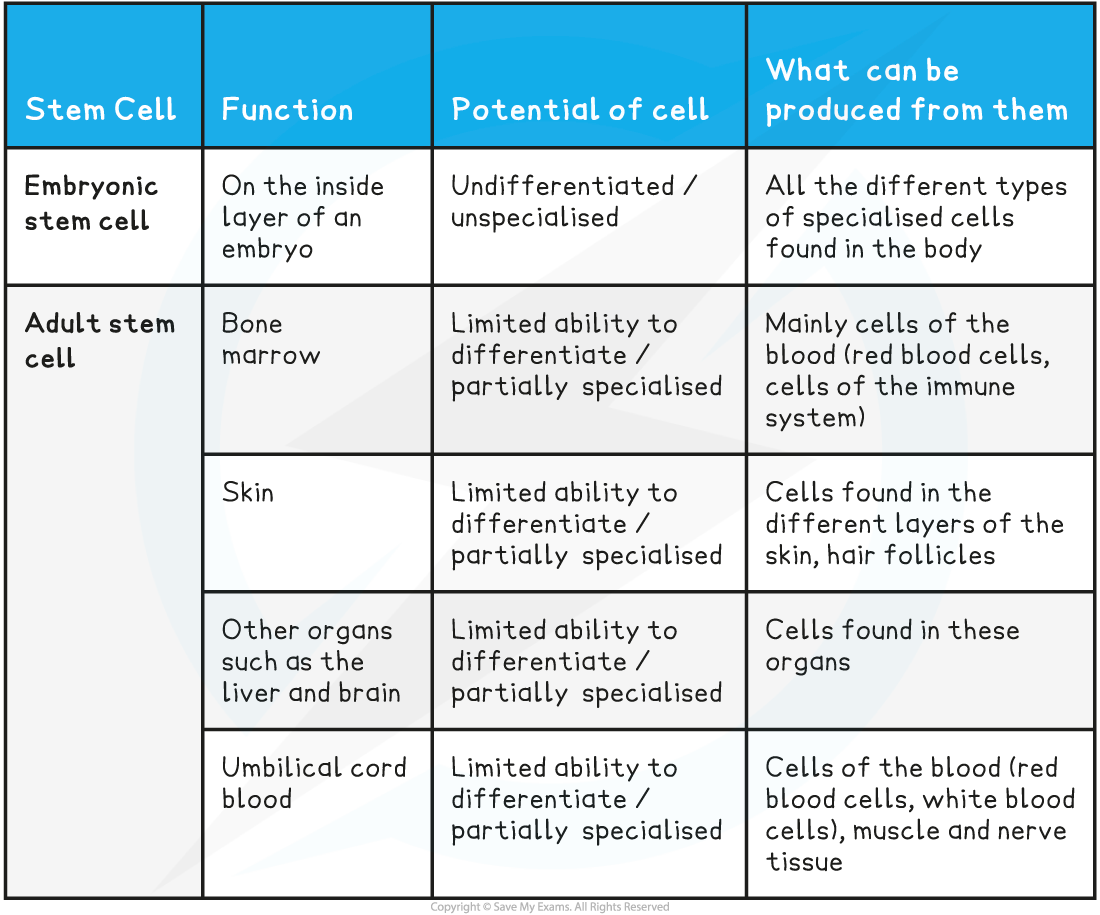 Stem Cell
Function
Potential of cell
What can be
produced from them
Embryonic
stem cell
On the inside
layer of an
embryo
Undifferentiated /
unspecialised
All the different types
of specialised cells
found in the body
Adult stem
cell
Bone
marrow
Limited ability to
differentiate /
partially specialised
Mainly cells of the
blood (red blood cells,
cells of the immune
system)
Skin
Limited ability to
differentiate /
partially specialised
Cells found in the
different layers of the
skin, hair follicles
Other organs
such as the
liver and brain
Limited ability to
differentiate /
partially specialised
Cells found in these
organs
Umbilical cord
blood
Limited ability to
differentiate /
partially specialised
Cells of the blood (red
blood cells, white blood
cells), muscle and nerve
tissue
Copyright © Save My Exams. All Rights Reserved